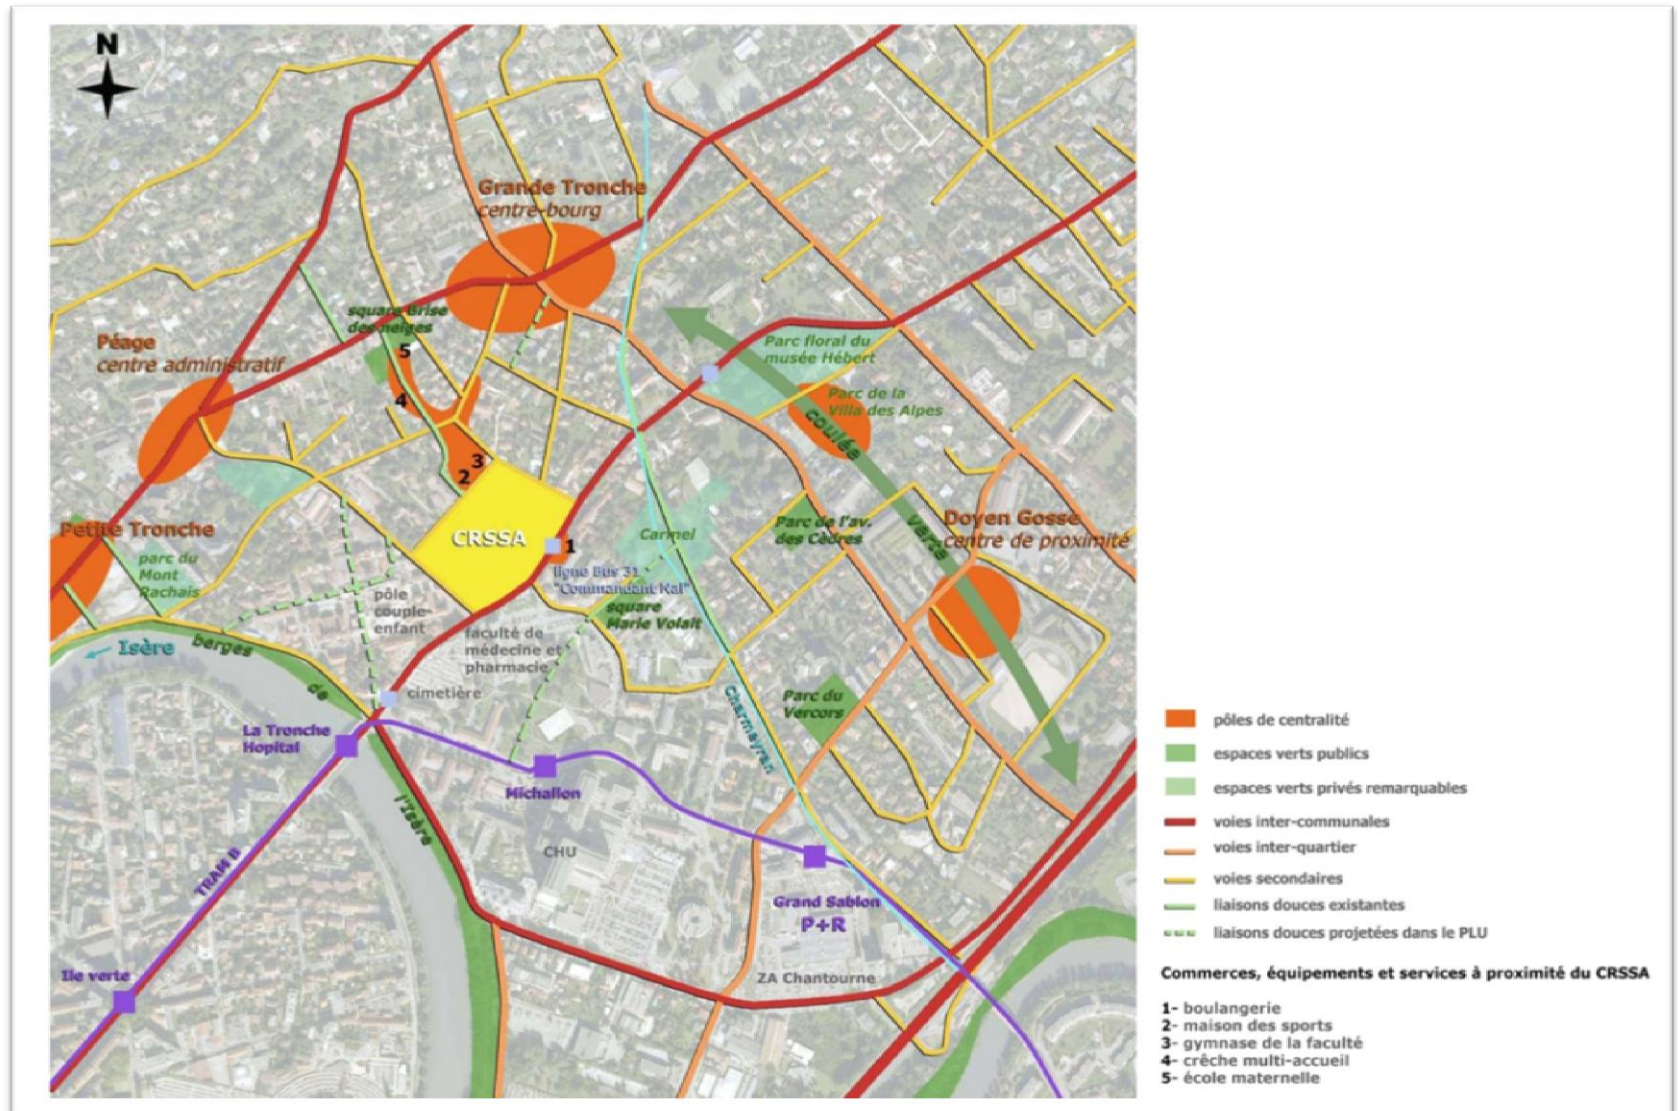 N
Grande Tronche
centre-bourg
square Brise
des neiges
5
Péage
centre administratif
4
Parc floral du
musée Hébert
Parc de la
Villa des Alpes
coulée
verte
3
2
Petite Tronche
CRSSA
1
ligne Bus 31
"Commandant Nal"
Carmel
Parc de l'av.
des Cèdres
Doyen Gosse
centre de proximité
parc du
Mont
Rachais
pôle
couple-
enfant
square
Marie Volait
faculté de
médecine et
pharmacie
Isère
berges
de
l'Isère
cimetière
Parc du
Vercors
Charmeyran
La Tronche
Hopital
Michallon
TRAM B
CHU
Grand Sablon
P+R
Ile verte
ZA Chantourne
pôles de centralité
espaces verts publics
espaces verts privés remarquables
voies inter-communales
voies inter-quartier
voies secondaires
liaisons douces existantes
liaisons douces projetées dans le PLU
Commerces, équipements et services à proximité du CRSSA
1- boulangerie
2- maison des sports
3- gymnase de la faculté
4- crêche multi-accueil
5- école maternelle